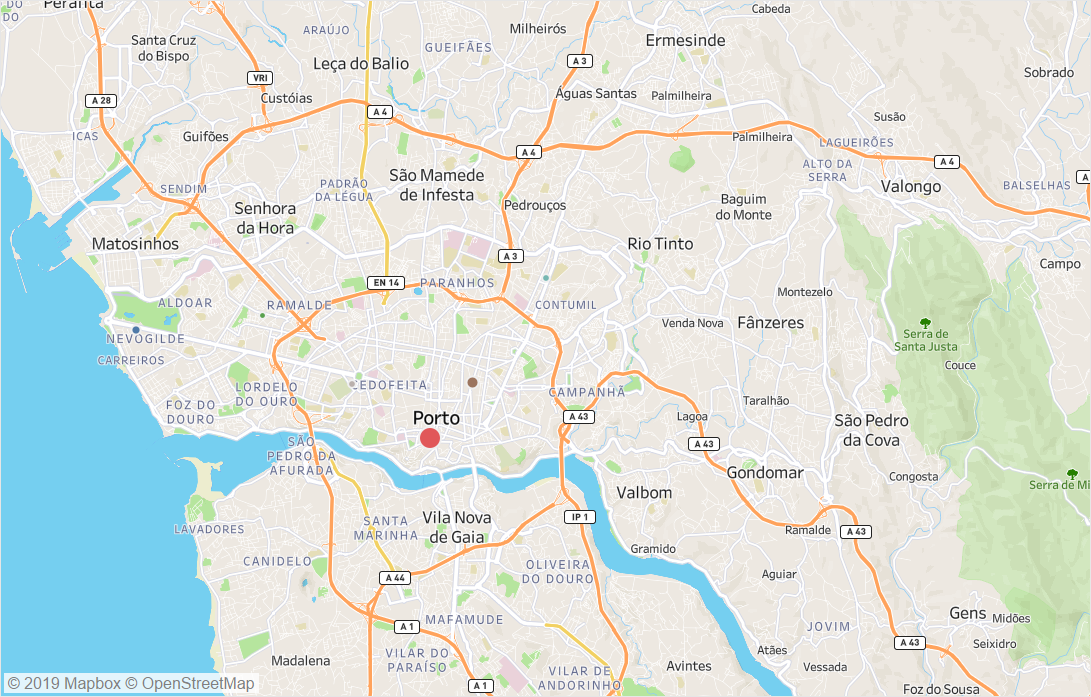 DO
DO
Perafita
ARAÚJO
Milheirós
Cabeda
Santa Cruz
do Bispo
GUEIFÃES
Ermesinde
Leça do Balio
A 3
VRI
Sobrado
A 28
Custóias
A 4
Águas Santas
Palmilheira
Susão
ICAS
Guifões
Palmilheira
LAGUEIRÕES
A 4
A 4
ALTO DA
SERRA
A
São Mamede
de Infesta
SENDIM
PADRÃO
DA LÉGUA
Valongo
BALSELHAS
Senhora
da Hora
Pedrouços
Baguim
do Monte
Matosinhos
Rio Tinto
A 3
Campo
EN 14
PARANHOS
Montezelo
ALDOAR
RAMALDE
CONTUMIL
Venda Nova
Fânzeres
NEVOGILDE
Serra de
Santa Justa
CARREIROS
Couce
LORDELO
DO OURO
CEDOFEITA
CAMPANHÃ
Taralhão
FOZ DO
DOURO
Porto
A 43
Lagoa
São Pedro
da Cova
SÃO
PEDRO DA
AFURADA
A 43
Gondomar
Congosta
Serra de Mi
Valbom
LAVADORES
SANTA
MARINHA
Vila Nova
de Gaia
IP 1
Ramalde
A 43
Gramido
CANIDELO
OLIVEIRA
DO DOURO
A 44
Aguiar
Gens
Midões
A 1
MAFAMUDE
JOVIM
A 43
Seixidro
Madalena
VILAR DO
PARAÍSO
Atães
Avintes
Vessada
VILAR DE
ANDORINHO
A 1
Foz do Sousa
© 2019 Mapbox © OpenStreetMap